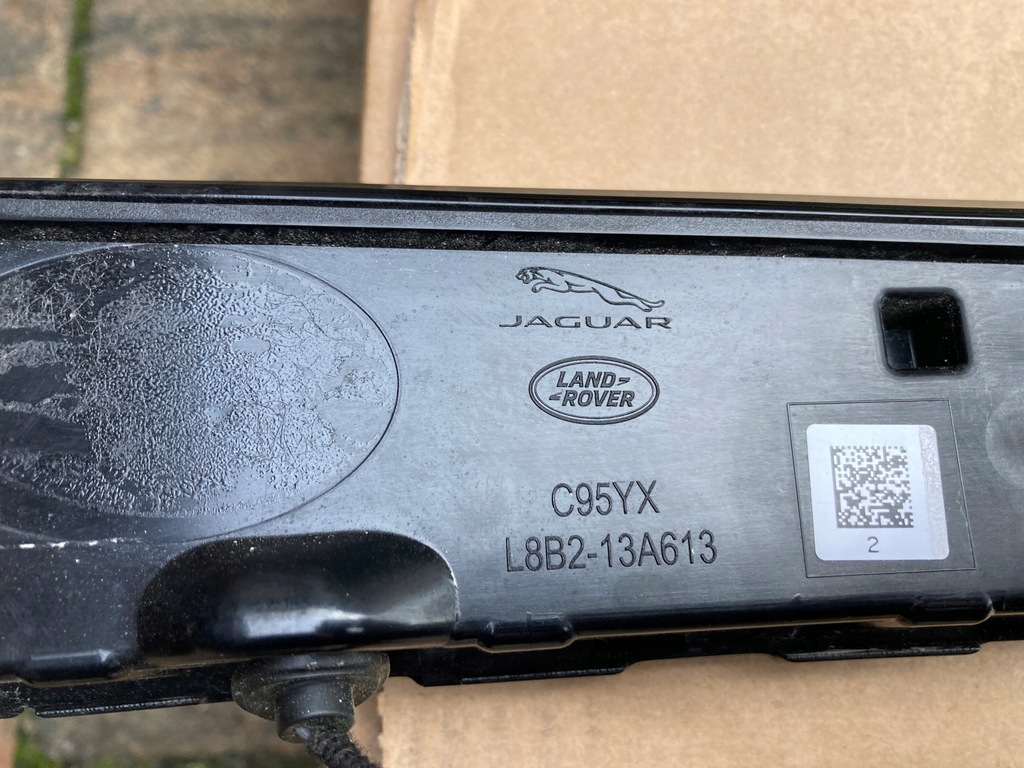 JAGUAR
LAND-
-ROVER
C95YX
L8B2-13A613
2